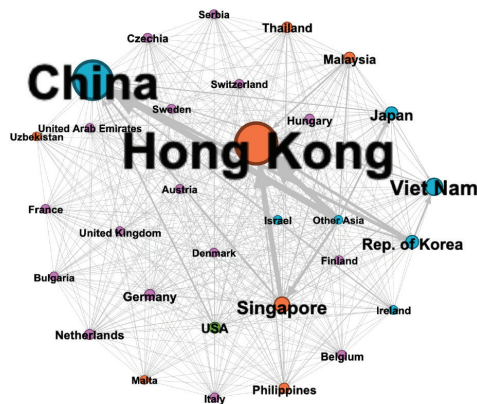 Serbia
Thailand
Czechia
Malaysia
China
Switzerland
Sweden
Japan
Hungary
United Arab Emirates
Uzbekistan
Hong Kong
Viet Nam
Austria
France
Israel
Other Asia
United Kingdom
Rep. of Korea
Denmark
Finland
Bulgaria
Germany
Singapore
Ireland
USA
Netherlands
Belgium
Malta
Philippines
Italy